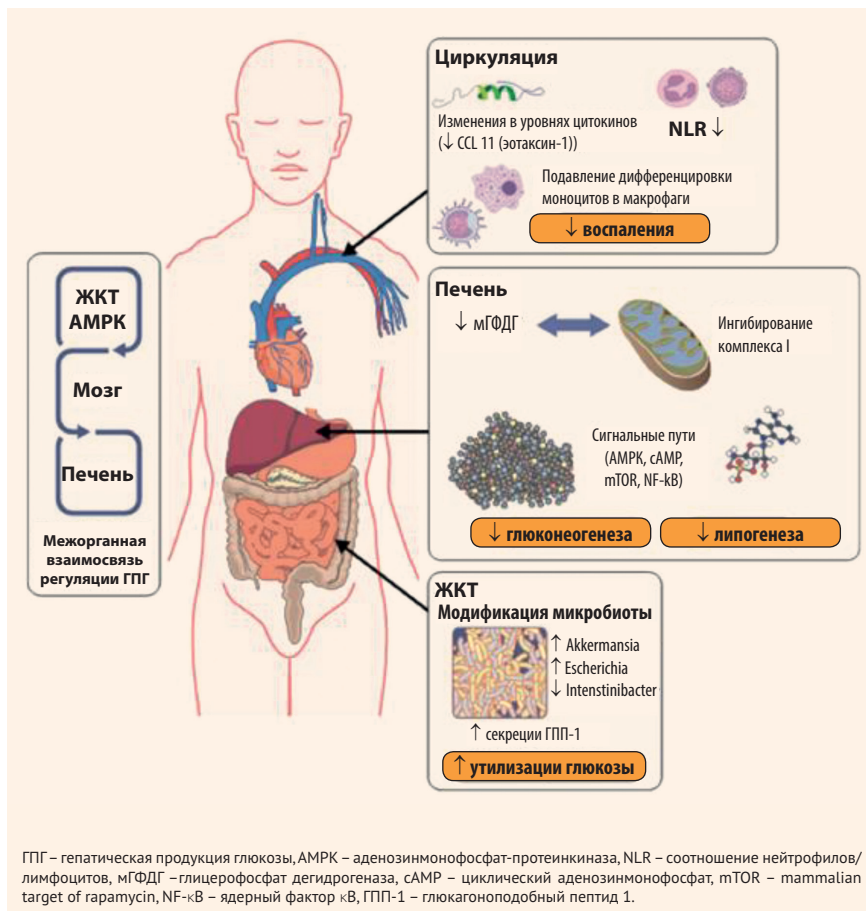 Циркуляция
Изменения в уровнях цитокинов
(↓ CCL 11 (эотаксин-1))
NLR ↓
Подавление дифференцировки
моноцитов в макрофаги
↓ воспаления
ЖКТ
АМРК
Мозг
Печень
Межорганная
взаимосвязь
регуляции ГПГ
Печень
↓ мГФДГ
Ингибирование
комплекса I
Сигнальные пути
(АМРК, сАМР,
mTOR, NF-kB)
↓ глюконеогенеза
↓ липогенеза
ЖКТ
Модификация микробиоты
↑ Akkermansia
↑ Escherichia
↓ Intenstinibacter
↑ секреции ГПП-1
↑ утилизации глюкозы
ГПГ – гепатическая продукция глюкозы, АМРК – аденозинмонофосфат-протеинкиназа, NLR – соотношение нейтрофилов/
лимфоцитов, мГФДГ –глицерофосфат дегидрогеназа, cAMP – циклический аденозинмонофосфат, mTOR – mammalian
target of rapamycin, NF-κB – ядерный фактор κB, ГПП-1 – глюкагоноподобный пептид 1.